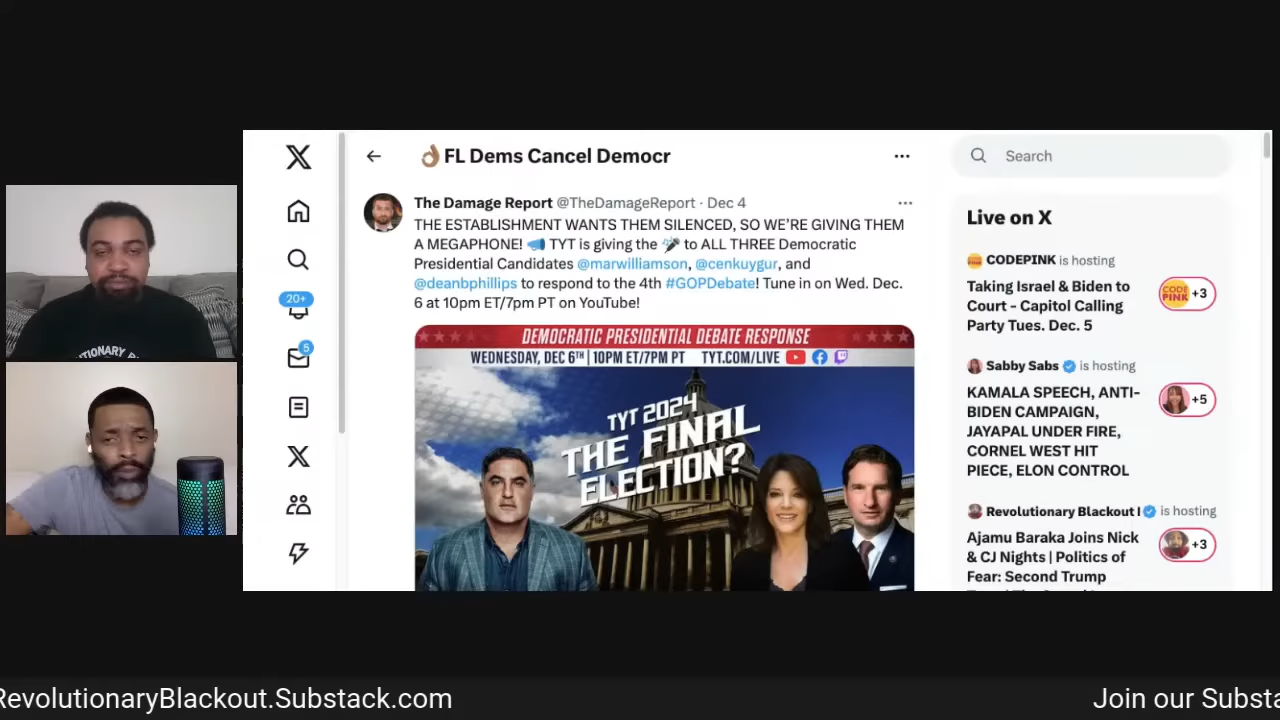 FL Dems Cancel Democr
The Damage Report @TheDamageReport · Dec 4
THE ESTABLISHMENT WANTS THEM SILENCED, SO WE'RE GIVING THEM
A MEGAPHONE! 📣 TYT is giving the 🎤 to ALL THREE Democratic
Presidential Candidates @marwilliamson, @cenkuygur, and
@deanbphillips to respond to the 4th #GOPDebate! Tune in on Wed. Dec.
6 at 10pm ET/7pm PT on YouTube!
DEMOCRATIC PRESIDENTIAL DEBATE RESPONSE
WEDNESDAY, DEC 6TH | 10PM ET/7PM PT TYT.COM/LIVE
TYT 2024
THE FINAL
ELECTION?
20+
5
Search
Live on X
CODEPINK is hosting
Taking Israel & Biden to
Court - Capitol Calling
Party Tues. Dec. 5
CODE
PINK
+3
Sabby Sabs is hosting
KAMALA SPEECH, ANTI-
BIDEN CAMPAIGN,
JAYAPAL UNDER FIRE,
CORNEL WEST HIT
PIECE, ELON CONTROL
+5
Revolutionary Blackout is hosting
Ajamu Baraka Joins Nick
& CJ Nights | Politics of
Fear: Second Trump
+3
TIONARY B
RevolutionaryBlackout.Substack.com
Join our Substa